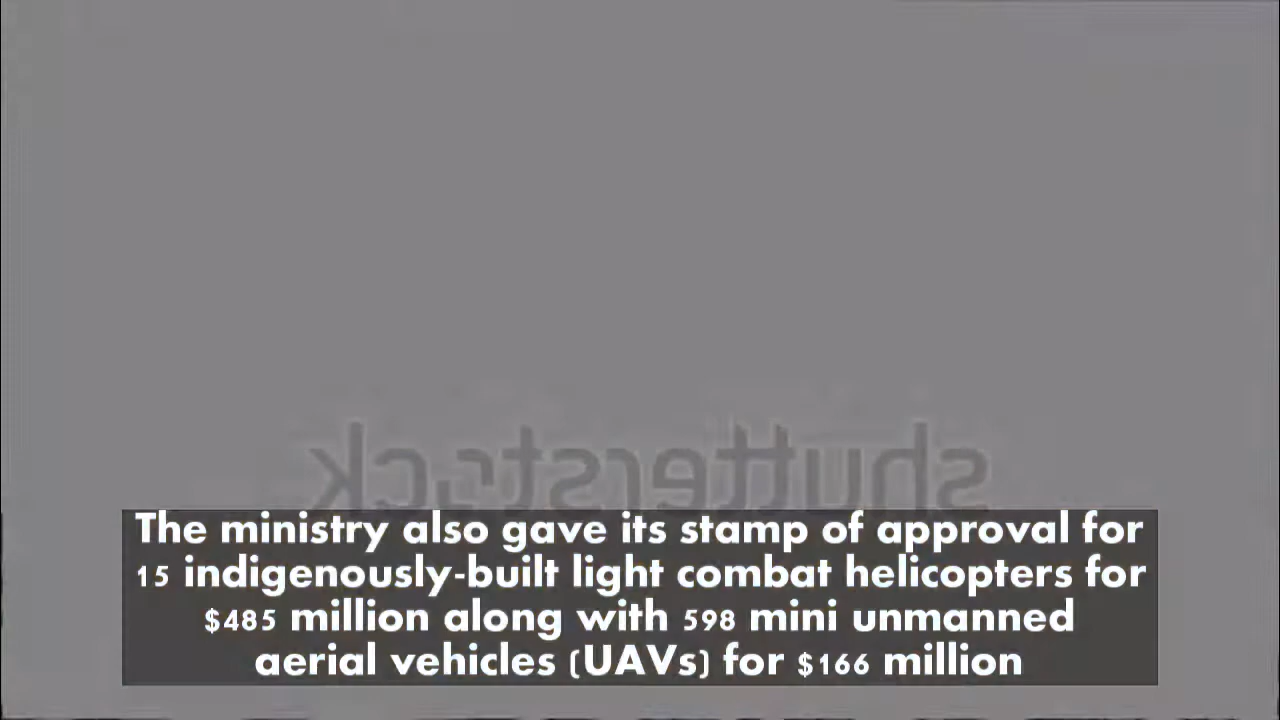 shutterstock
The ministry also gave its stamp of approval for
15 indigenously-built light combat helicopters for
$485 million along with 598 mini unmanned
aerial vehicles (UAVs) for $166 million